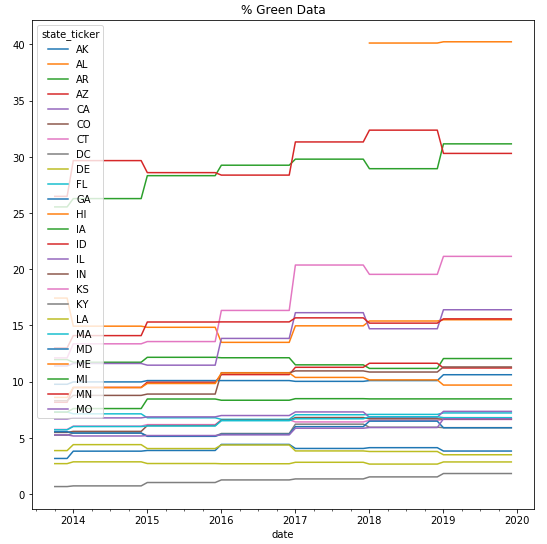 % Green Data
state_ticker
AK
AL
AR
AZ
CA
CO
CT
DC
DE
FL
GA
HI
IA
ID
IL
IN
KS
KY
LA
MA
MD
ME
MI
MN
MO
40
35
30
25
20
15
10
5
0
2014 2015 2016 2017 2018 2019 2020
date